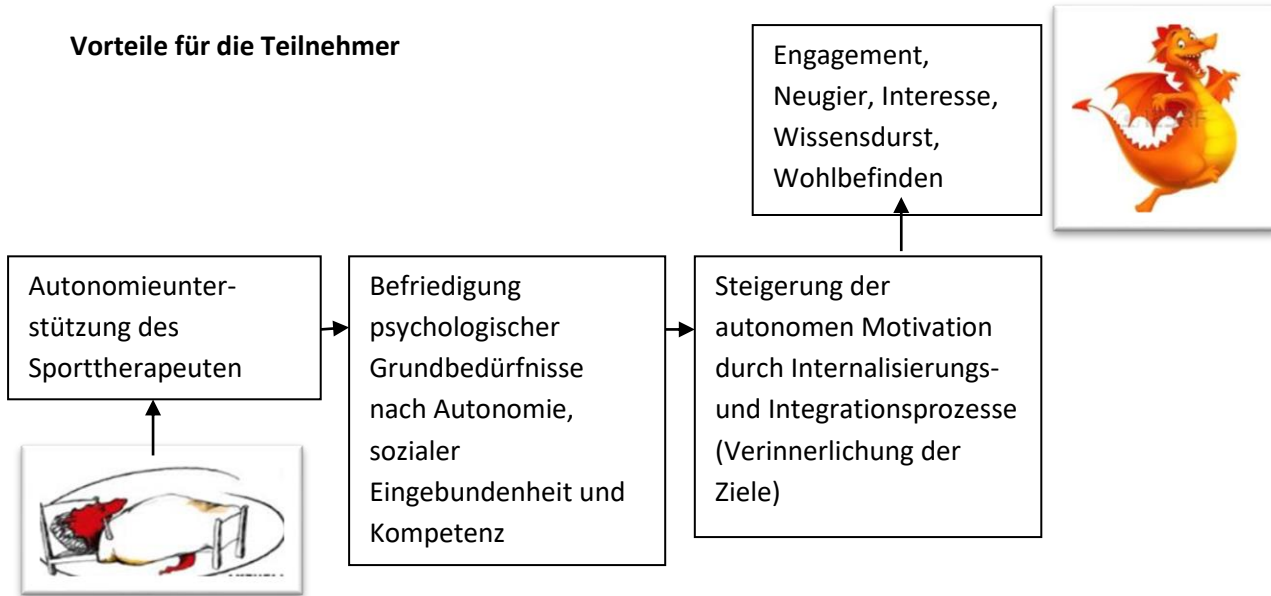 Vorteile für die Teilnehmer
Engagement,
Neugier, Interesse,
Wissensdurst,
Wohlbefinden
Autonomieunter-
stützung des
Sporttherapeuten
Befriedigung
psychologischer
Grundbedürfnisse
nach Autonomie,
sozialer
Eingebundenheit und
Kompetenz
Steigerung der
autonomen Motivation
durch Internalisierungs-
und Integrationsprozesse
(Verinnerlichung der
Ziele)